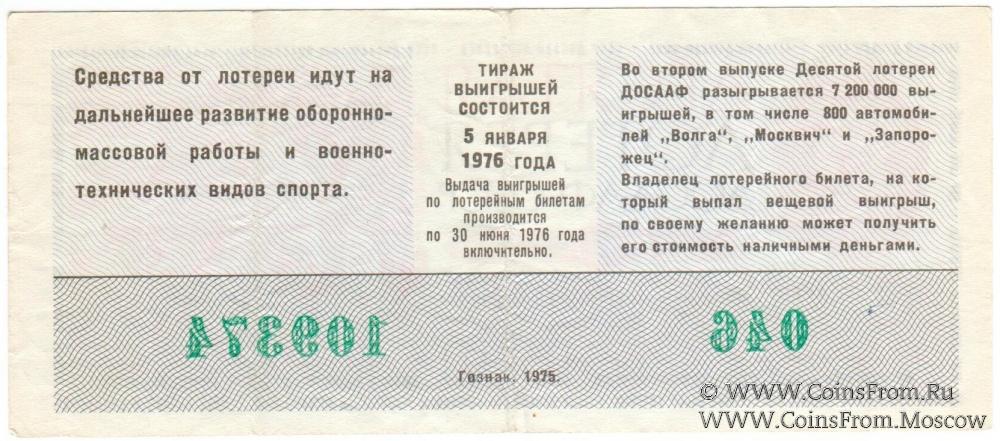 Средства от лотереи идут на
дальнейшее развитие оборонно-
массовой работы и военно-
технических видов спорта.
ТИРАЖ
ВЫИГРЫШЕЙ
СОСТОИТСЯ
5 ЯНВАРЯ
1976 ГОДА
Выдача выигрышей
по лотерейным билетам
производится
по 30 июня 1976 года
включительно.
Во втором выпуске Десятой лотереи
ДОСААФ разыгрывается 7 200 000 вы-
игрышей, в том числе 800 автомоби-
лей „Волга", „Москвич" и „Запоро-
жец".
Владелец лотерейного билета, на ко-
торый выпал вещевой выигрыш,
по своему желанию может получить
его стоимость наличными деньгами.
109374
046
Гознак. 1975.
© WWW.CoinsFrom.Ru
WWW.CoinsFrom.Moscow